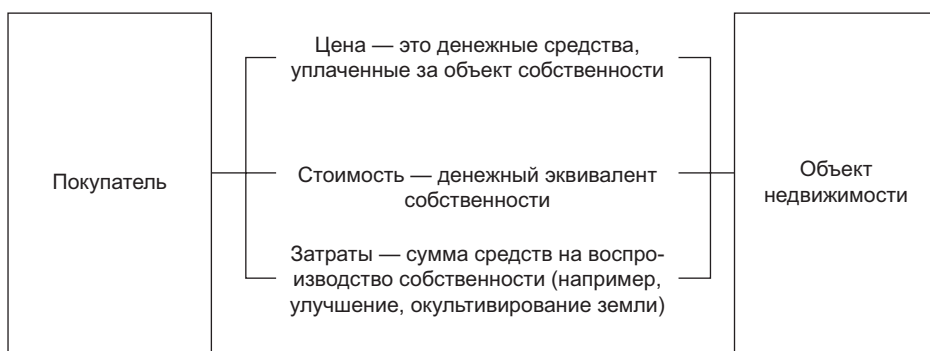 Цена — это денежные средства,
уплаченные за объект собственности
Покупатель
Стоимость — денежный эквивалент
собственности
Объект
недвижимости
Затраты — сумма средств на воспро-
изводство собственности (например,
улучшение, окультивирование земли)